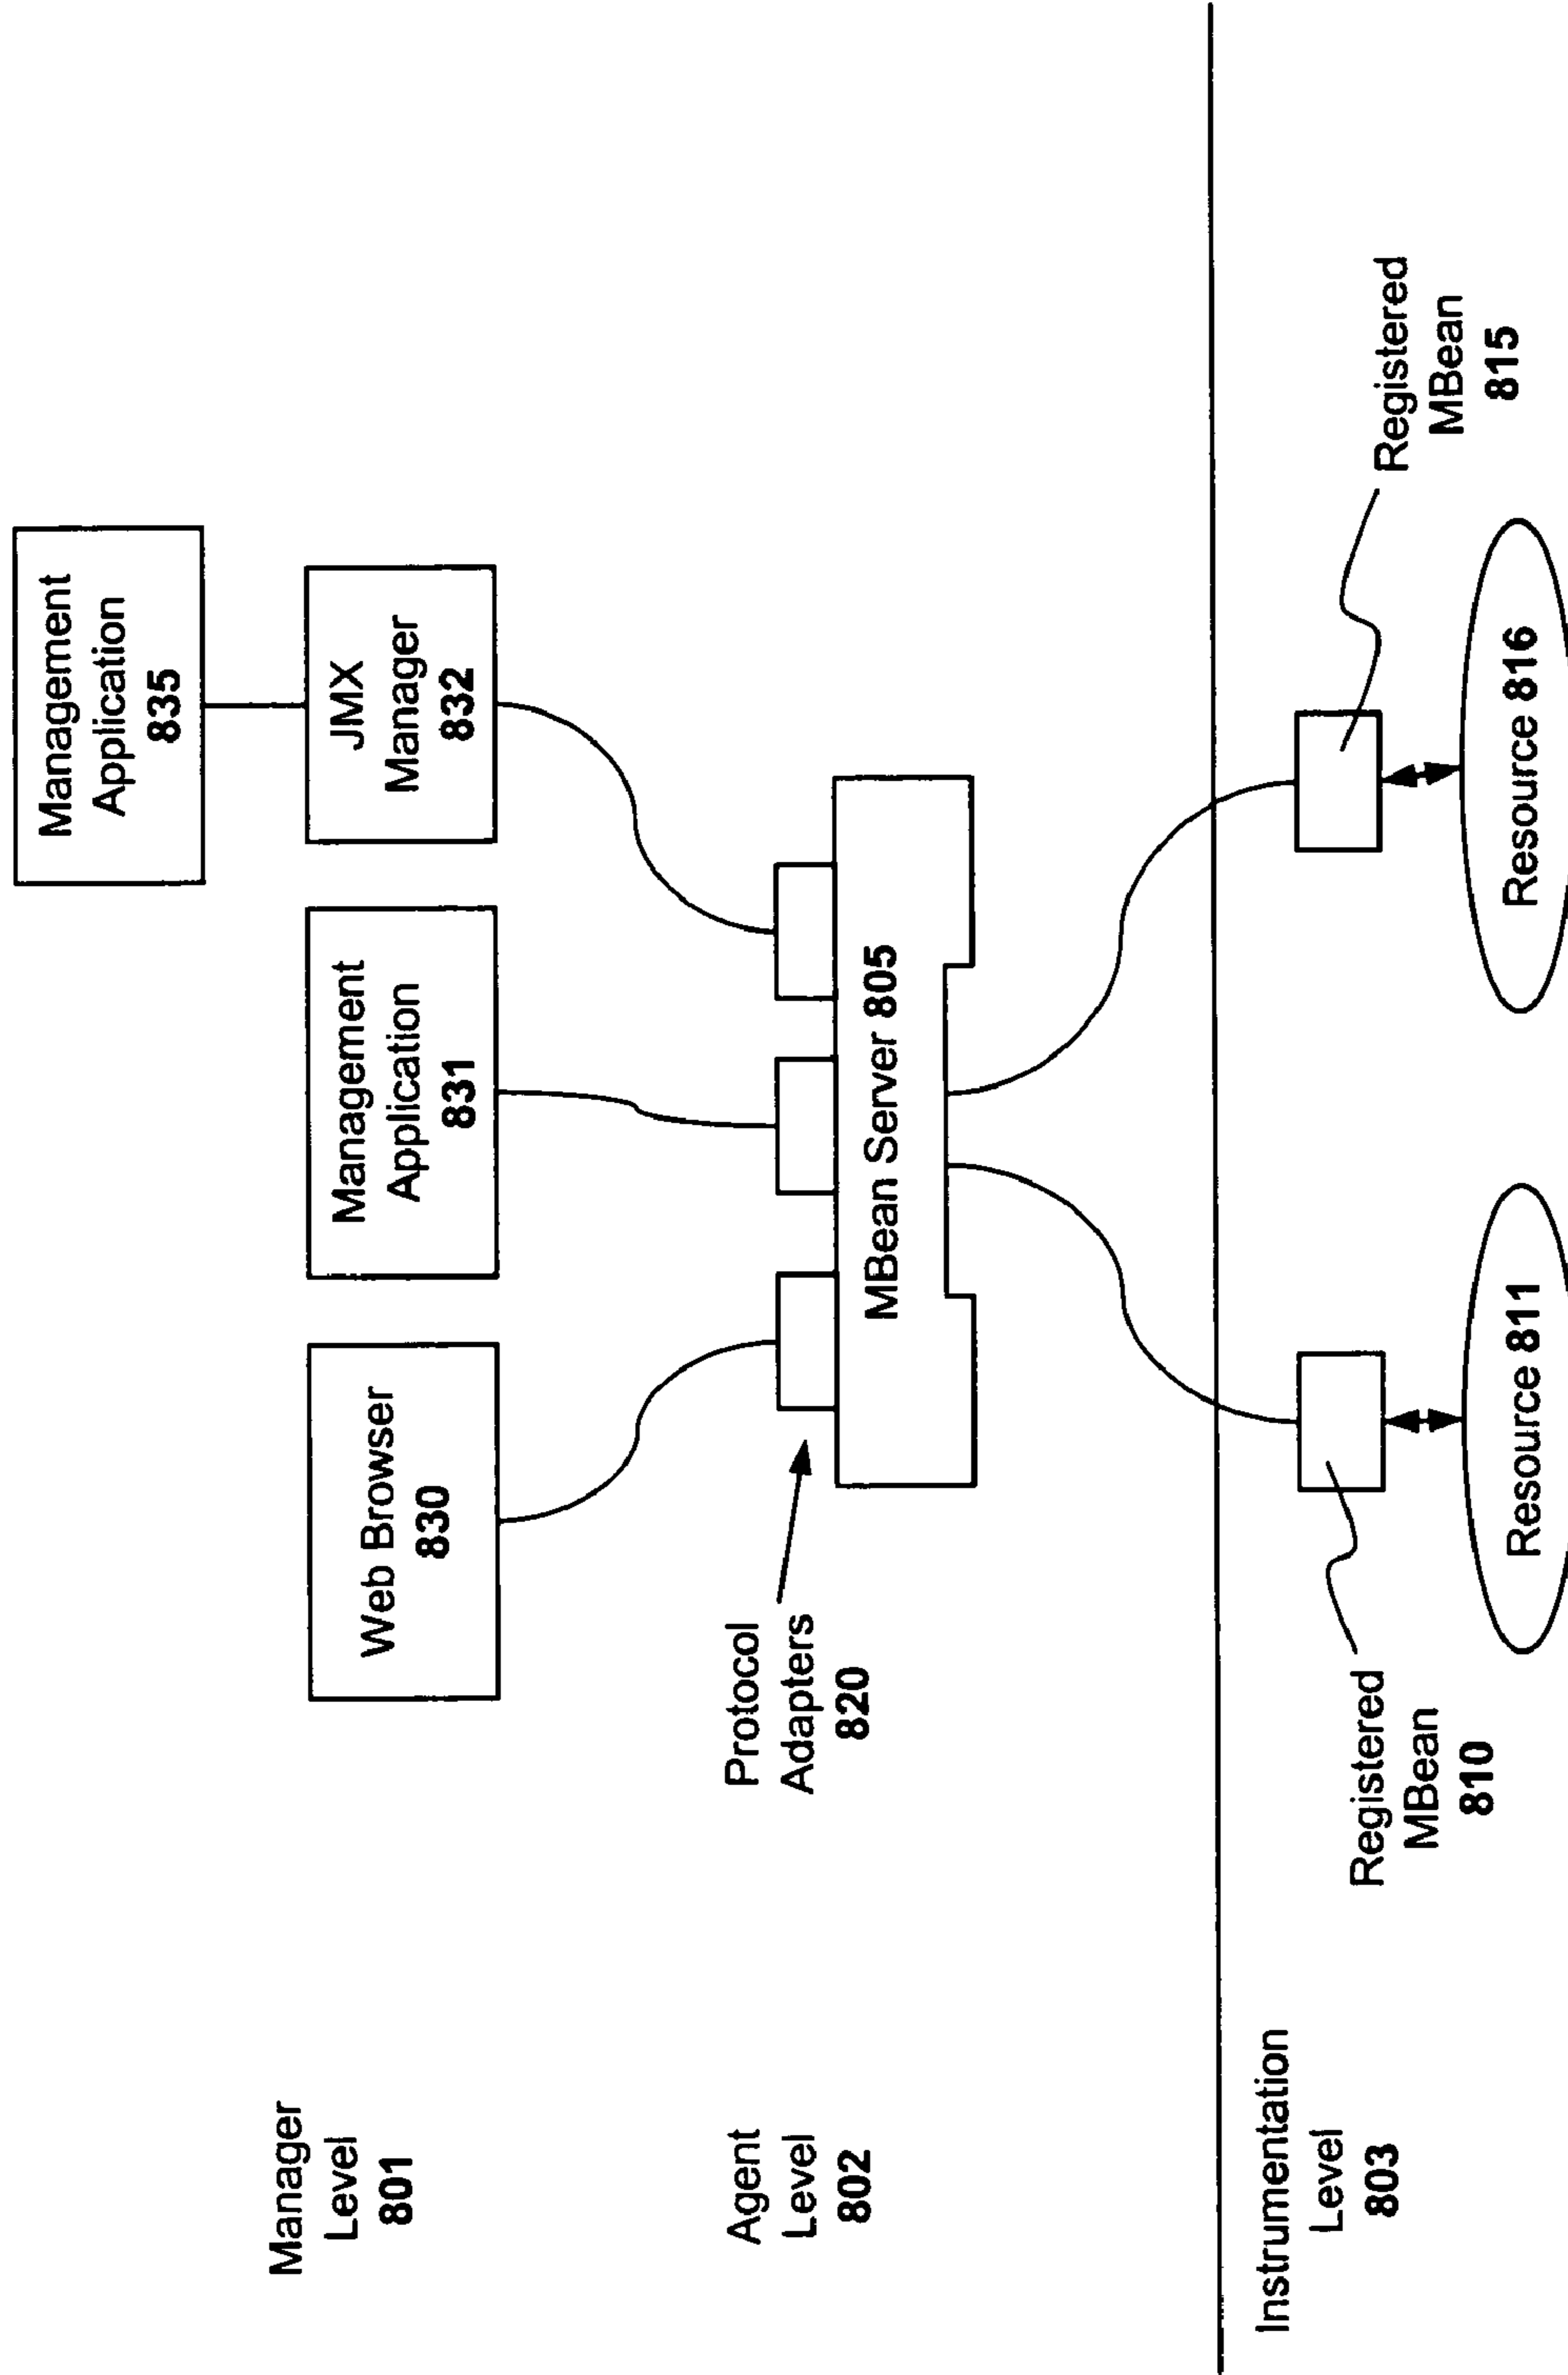 Management
Application
835
Manager
Level
801
Web Browser
830
Management
Application
831
JMX
Manager
832
Agent
Level
802
Protocol
Adapters
820
MBean Server 805
Instrumentation
Level
803
Registered
MBean
810
Registered
MBean
815
Resource 811
Resource 816